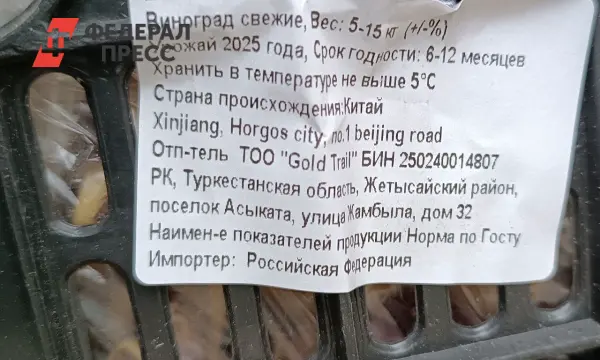 ФЕДЕРАЛ
ПРЕСС
Виноград свежие, Вес: 5-15 кг (+/-%)
рожай 2025 года, Срок годности: 6-12 месяцев
Хранить в температуре не выше 5°C
Страна происхождения:Китай
Xinjiang, Horgos city, no.1 beijing road
Отп-тель ТОО "Gold Trail" БИН 250240014807
РК, Туркестанская область, Жетысайский район,
поселок Асыката, улица Жамбыла, дом 32
Наимен-е показателей продукции Норма по Госту
Импортер: Российская Федерация